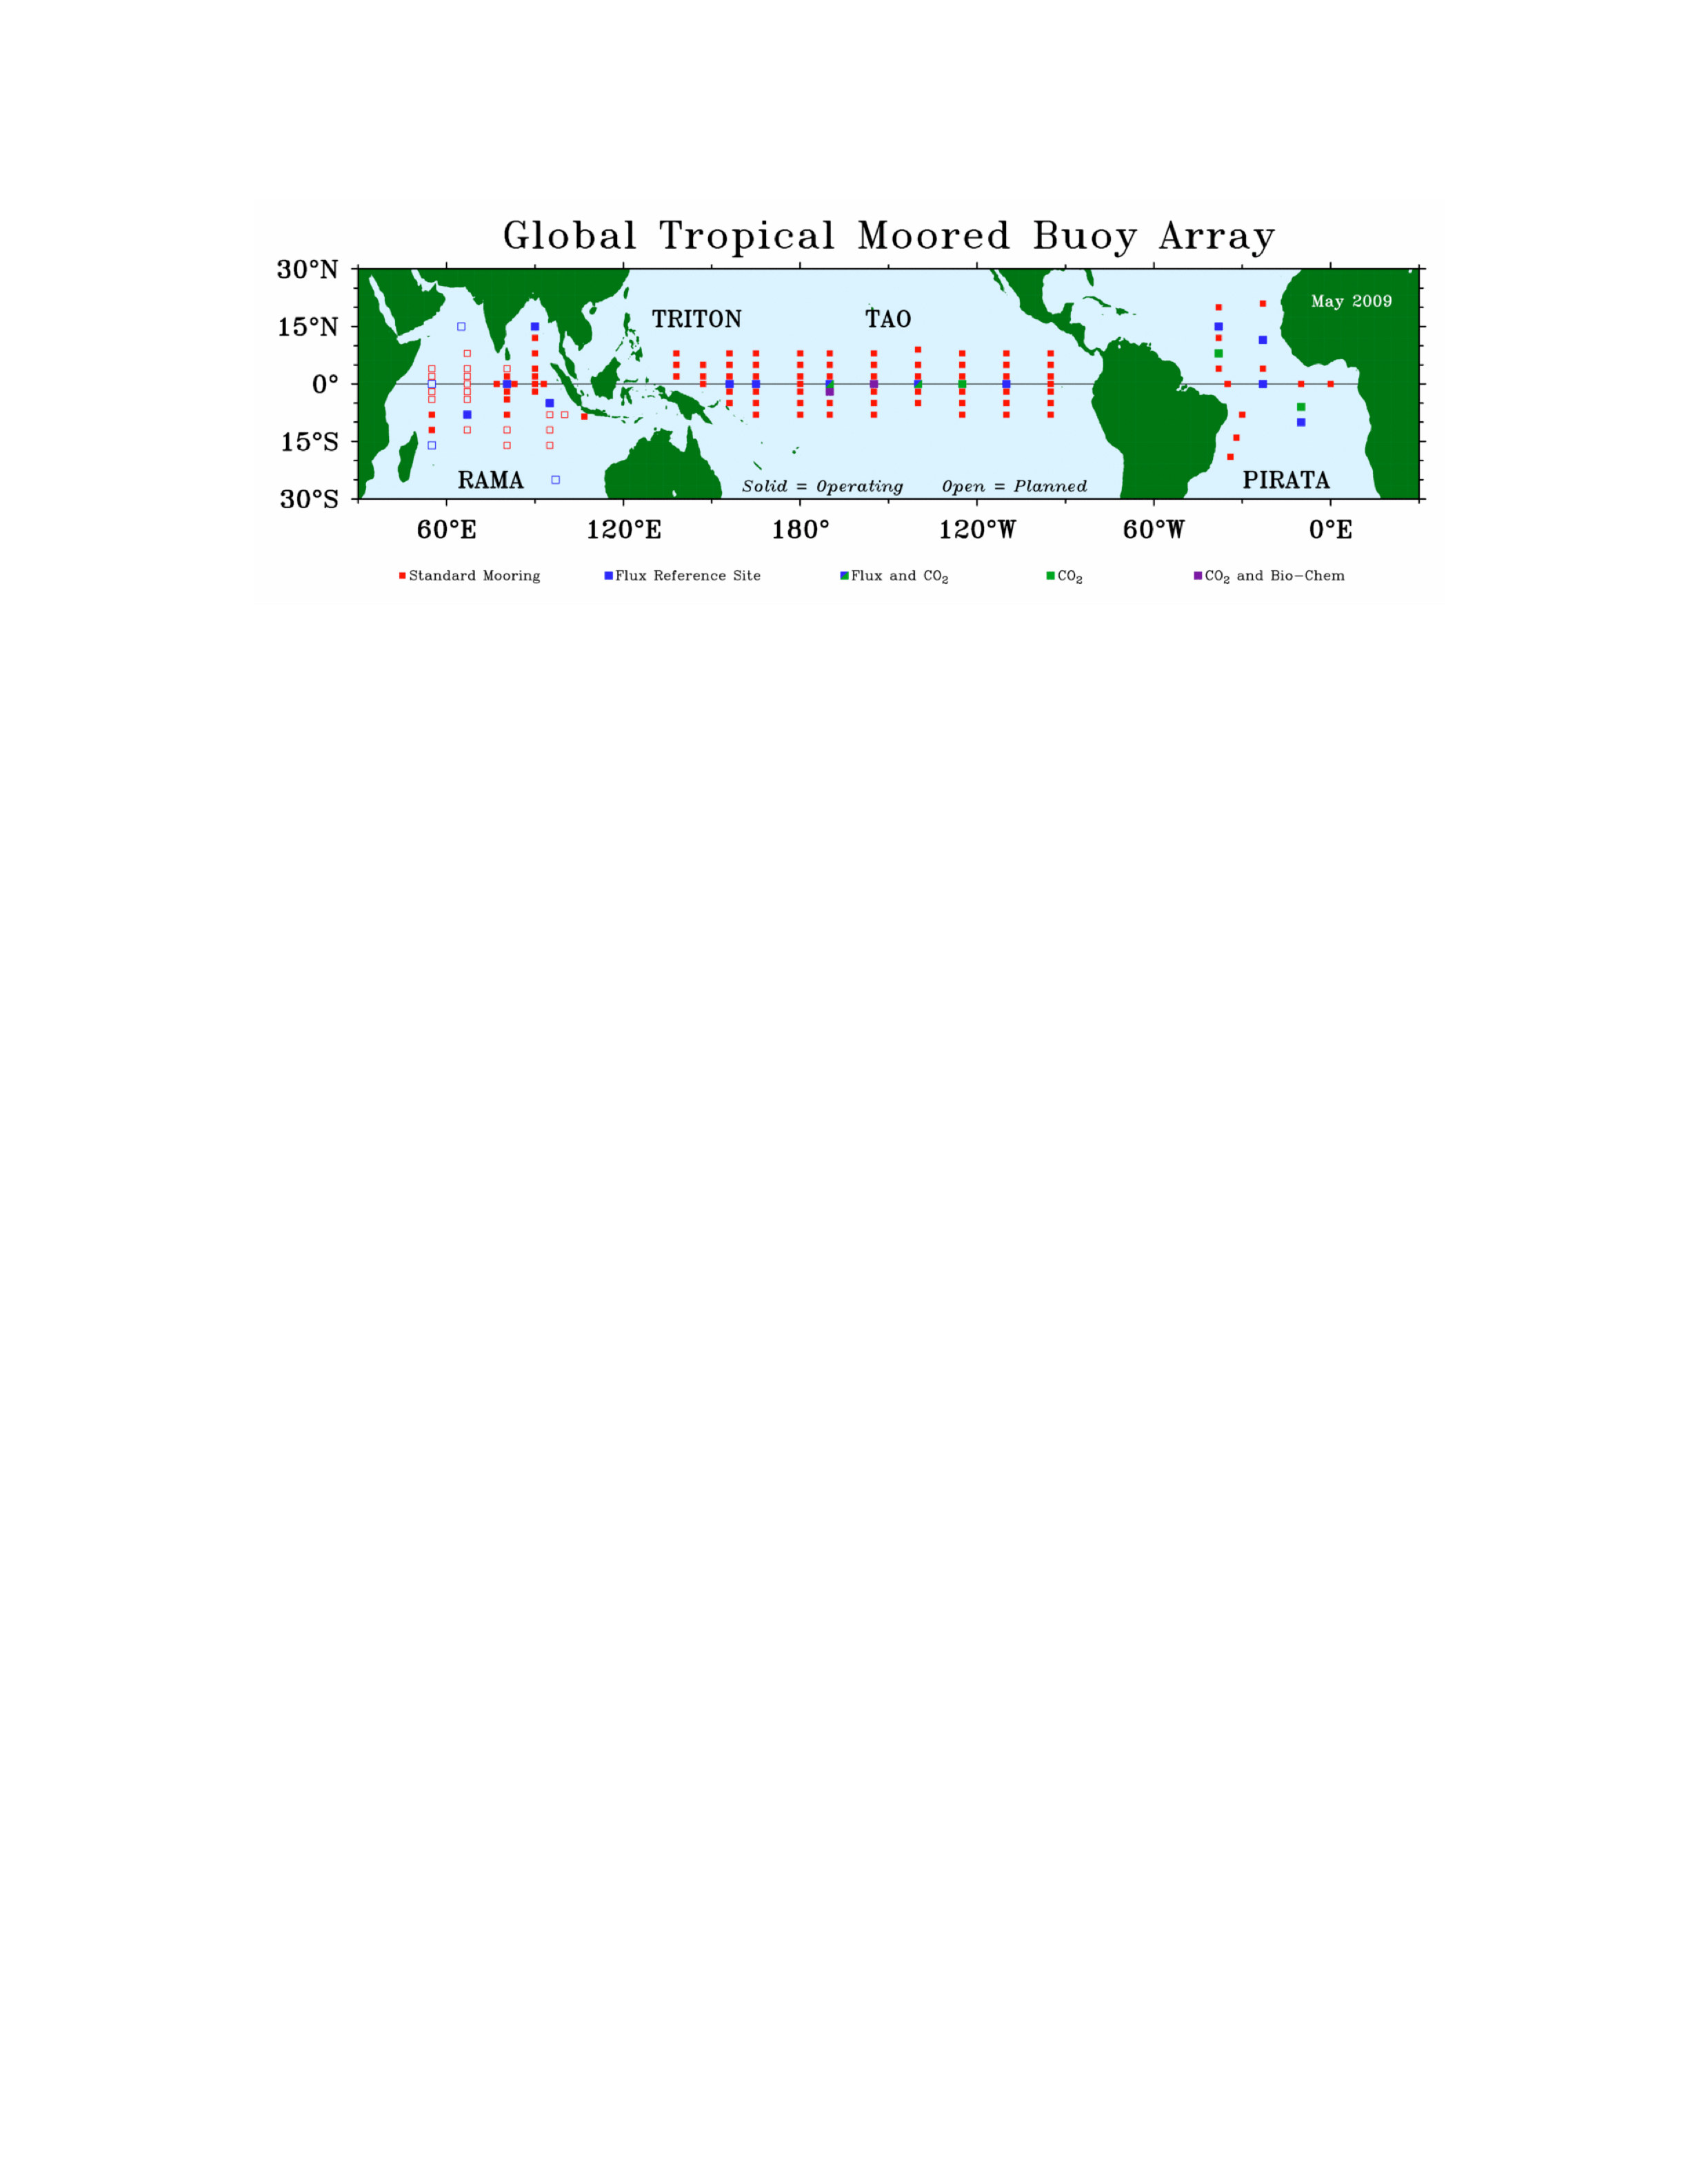 Global Tropical Moored Buoy Array
30°N
May 2009
TRITON TAO
15°N
0°
15°S
RAMA PIRATA
Solid = Operating Open = Planned
30°S
60°E 120°E 180° 120°W 60°W 0°E
Standard Mooring Flux Reference Site Flux and CO₂ CO₂ CO₂ and Bio-Chem